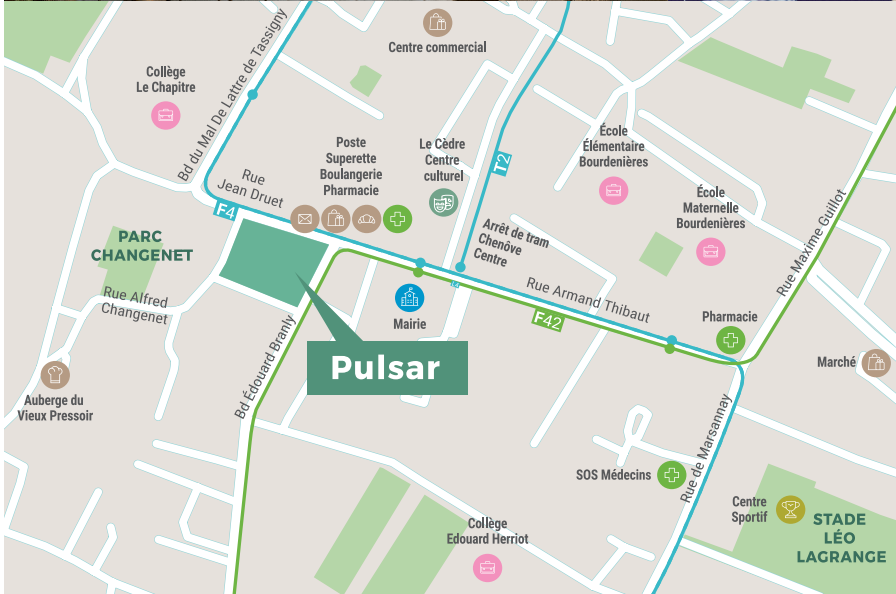 Centre commercial
Collège
Le Chapitre
Bd du Mal De Lattre de Tassigny
Poste
Superette
Boulangerie
Pharmacie
Le Cèdre
Centre
culturel
T2
École
Élémentaire
Bourdenières
École
Maternelle
Bourdenières
Rue
Jean Druet
F4
PARC
CHANGENET
Arrêt de tram
Chenôve
Centre
Rue Maxime Guillot
Rue Alfred
Changenet
Rue Armand Thibaut
F42
Mairie
Pharmacie
Bd Édouard Branly
Pulsar
Marché
Auberge du
Vieux Pressoir
Rue de Marsannay
SOS Médecins
Centre
Sportif
STADE
LÉO
LAGRANGE
Collège
Edouard Herriot